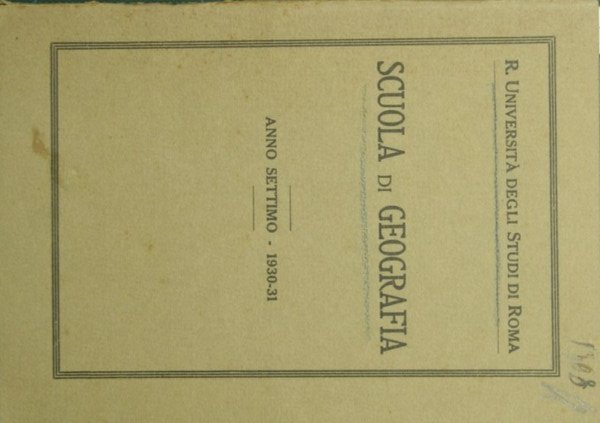 R. UNIVERSITÀ DEGLI STUDI DI ROMA
SCUOLA DI GEOGRAFIA
ANNO SETTIMO - 1930-31